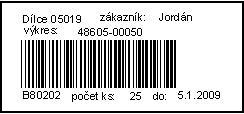 Dílce 05019 zákazník: Jordán
výkres: 48605-00050
B80202 počet ks: 25 do: 5.1.2009